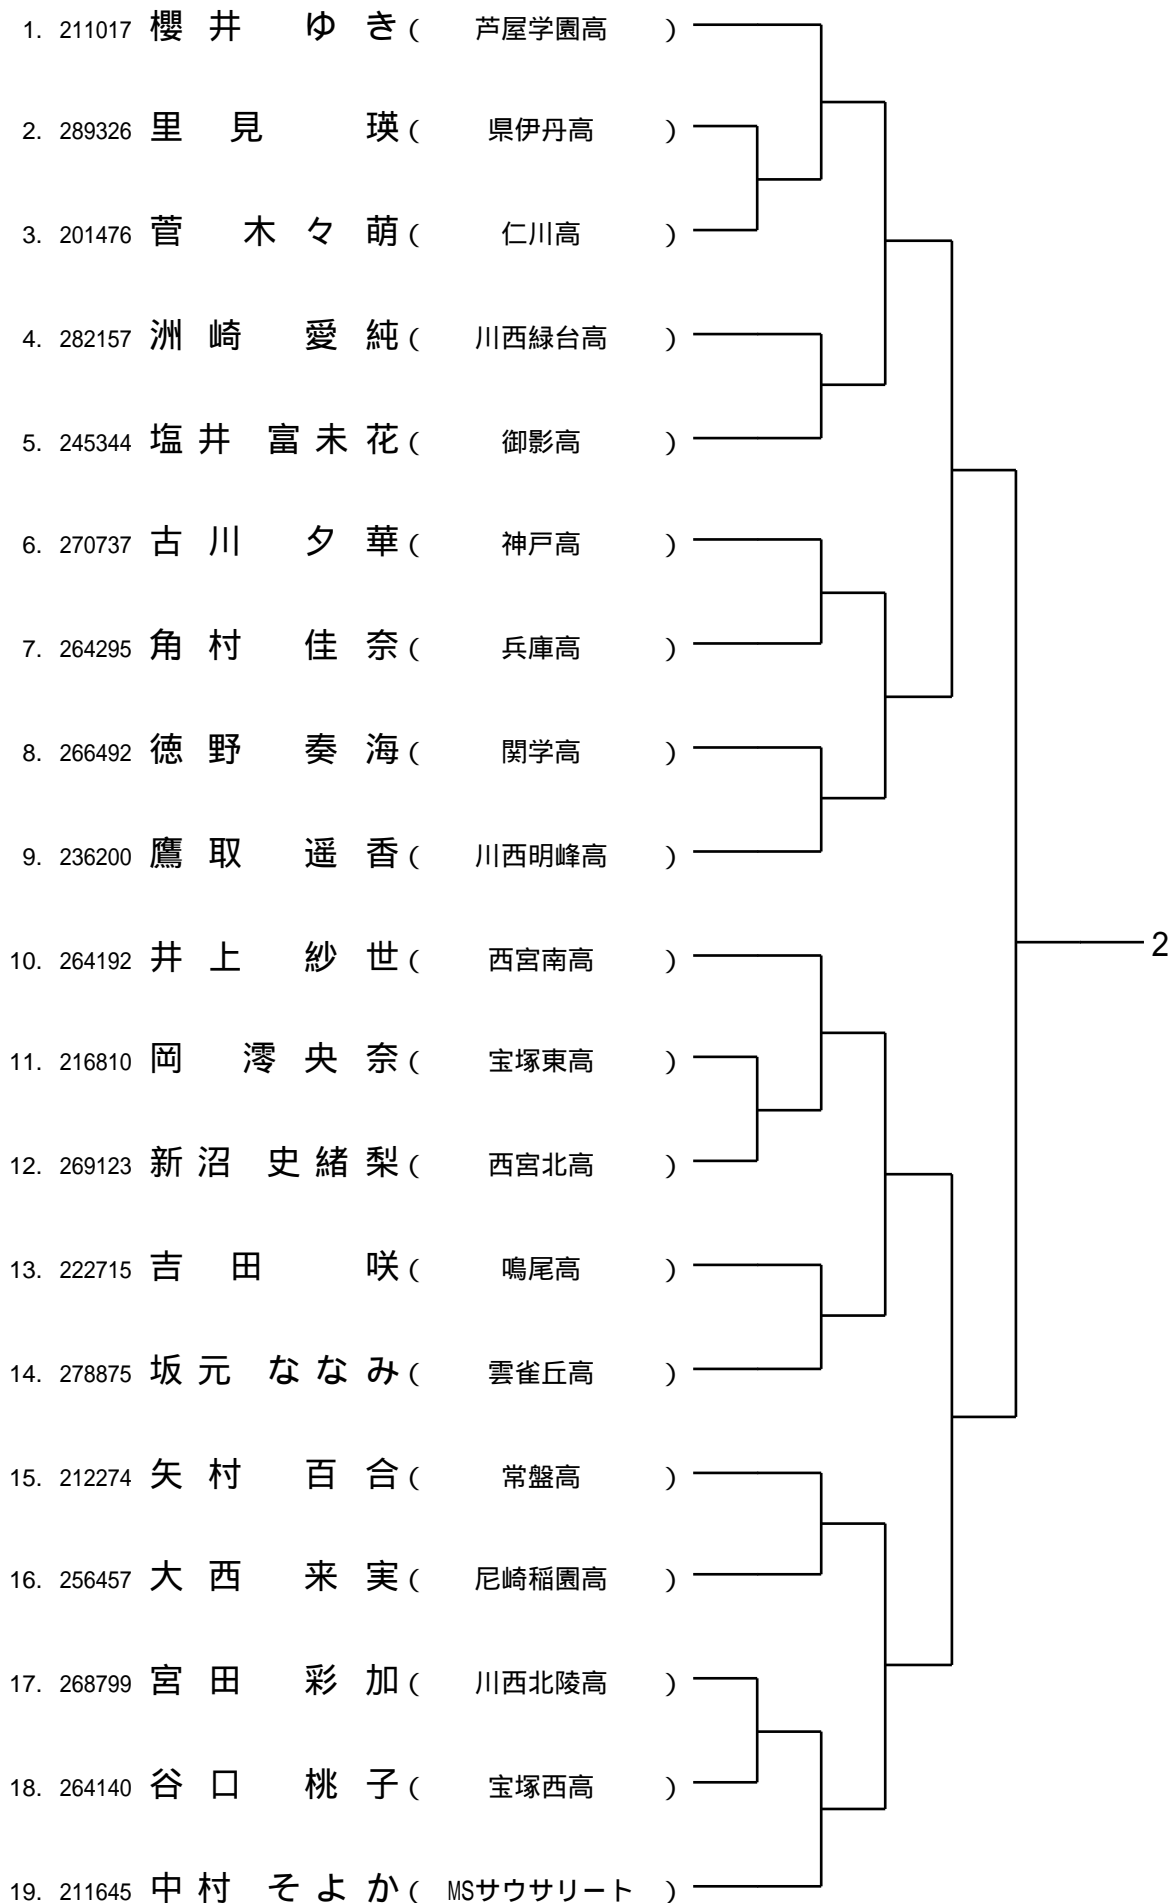 1. 211017 櫻井 ゆき ( 芦屋学園高 )
2. 289326 里見 瑛 ( 県伊丹高 )
3. 201476 菅 木々萌 ( 仁川高 )
4. 282157 洲崎 愛純 ( 川西緑台高 )
5. 245344 塩井 富未花 ( 御影高 )
6. 270737 古川 夕華 ( 神戸高 )
7. 264295 角村 佳奈 ( 兵庫高 )
8. 266492 徳野 奏海 ( 関学高 )
9. 236200 鷹取 遥香 ( 川西明峰高 )
2
10. 264192 井上 紗世 ( 西宮南高 )
11. 216810 岡 澪央奈 ( 宝塚東高 )
12. 269123 新沼 史緒梨 ( 西宮北高 )
13. 222715 吉田 咲 ( 鳴尾高 )
14. 278875 坂元 ななみ ( 雲雀丘高 )
15. 212274 矢村 百合 ( 常盤高 )
16. 256457 大西 来実 ( 尼崎稲園高 )
17. 268799 宮田 彩加 ( 川西北陵高 )
18. 264140 谷口 桃子 ( 宝塚西高 )
19. 211645 中村 そよか ( MSサウサリート )